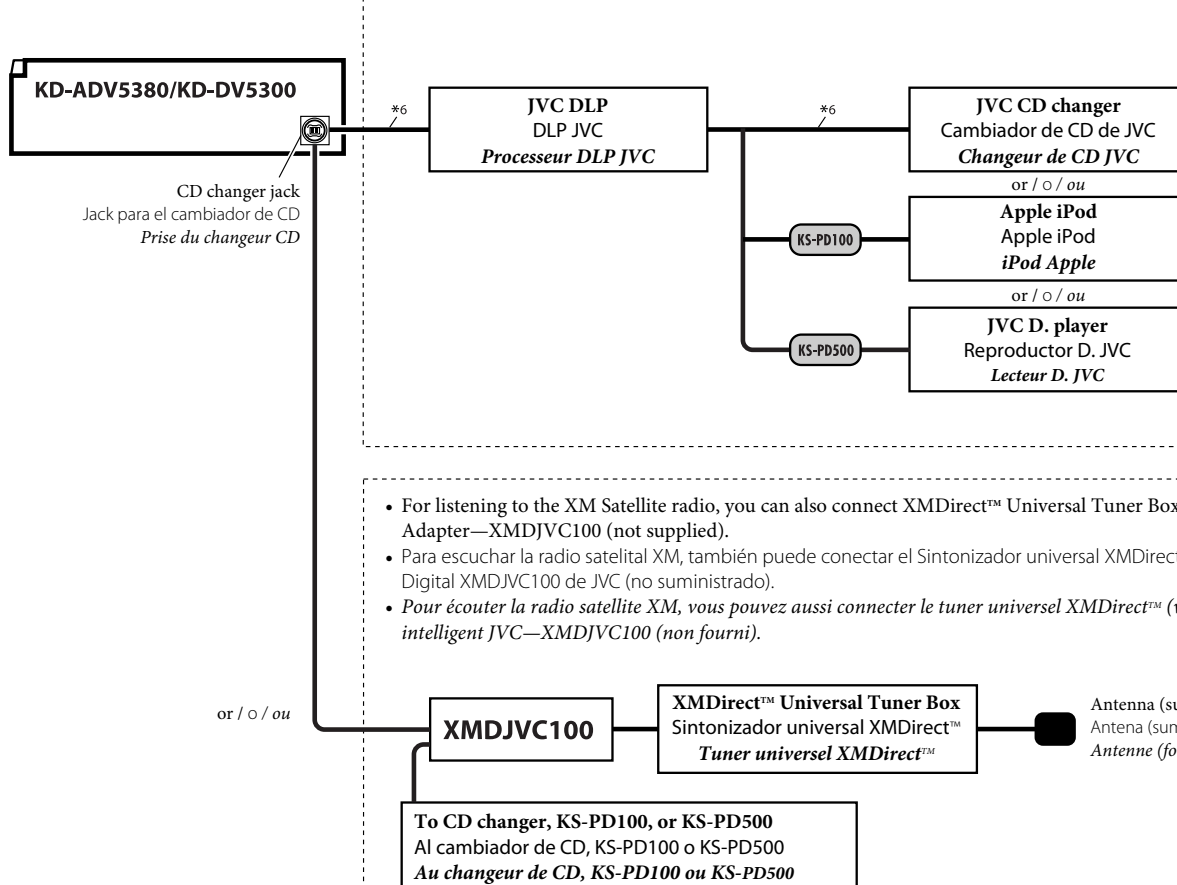 KD-ADV5380/KD-DV5300
*6
JVC DLP
DLP JVC
Processeur DLP JVC
*6
JVC CD changer
Cambiador de CD de JVC
Changeur de CD JVC
CD changer jack
Jack para el cambiador de CD
Prise du changeur CD
or / o / ou
KS-PD100
Apple iPod
Apple iPod
iPod Apple
or / o / ou
KS-PD500
JVC D. player
Reproductor D. JVC
Lecteur D. JVC
• For listening to the XM Satellite radio, you can also connect XMDirect™ Universal Tuner Box
Adapter—XMDJVC100 (not supplied).
• Para escuchar la radio satelital XM, también puede conectar el Sintonizador universal XMDirect
Digital XMDJVC100 de JVC (no suministrado).
• Pour écouter la radio satellite XM, vous pouvez aussi connecter le tuner universel XMDirect™ (
intelligent JVC—XMDJVC100 (non fourni).
or / o / ou
XMDJVC100
XMDirect™ Universal Tuner Box
Sintonizador universal XMDirect™
Tuner universel XMDirect™
Antenna (su
Antena (sum
Antenne (fo
To CD changer, KS-PD100, or KS-PD500
Al cambiador de CD, KS-PD100 o KS-PD500
Au changeur de CD, KS-PD100 ou KS-PD500